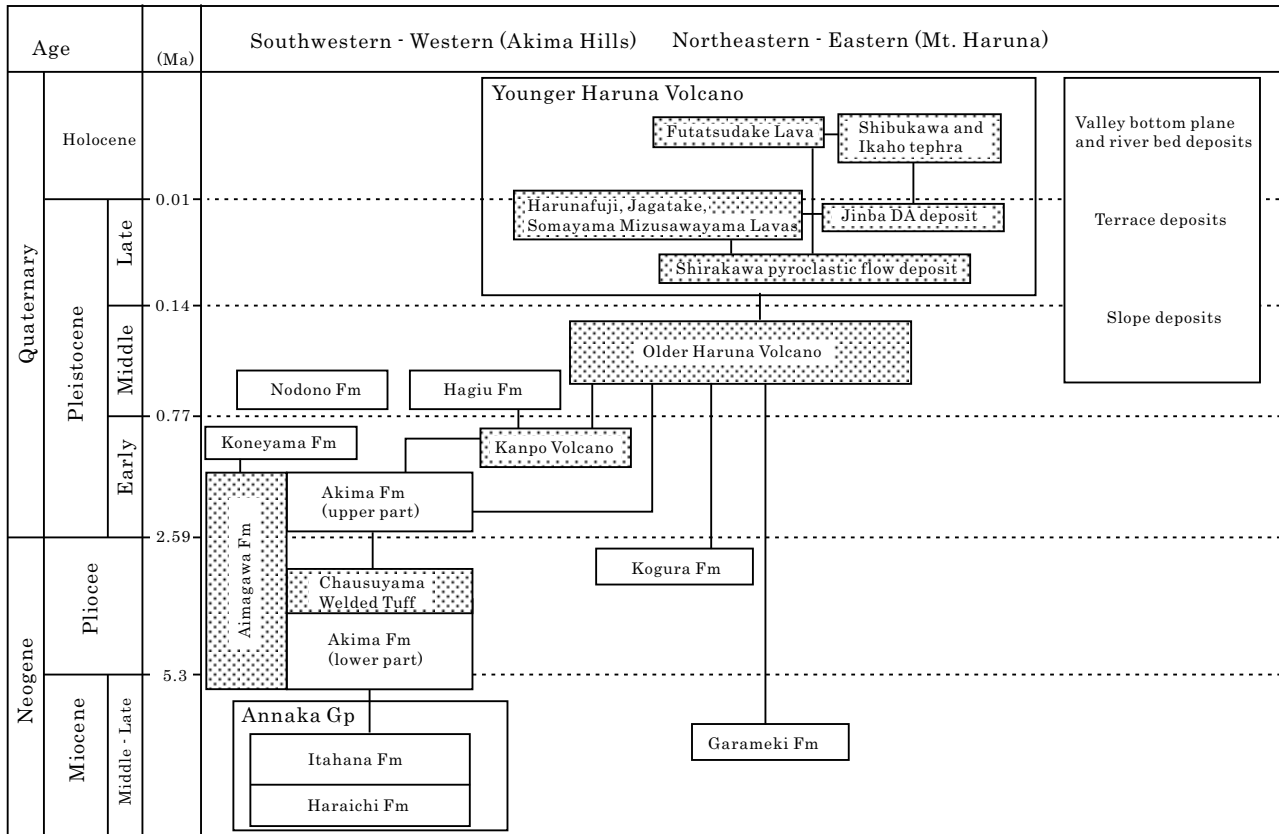 Age
(Ma)
Southwestern - Western (Akima Hills)
Northeastern - Eastern (Mt. Haruna)
Quaternary
Neogene
Holocene
Pleistocene
Late
Middle
Early
Pliocee
Miocene
Middle - Late
0.01
0.14
0.77
2.59
5.3
Younger Haruna Volcano
Futatsudake Lava
Shibukawa and
Ikaho tephra
Harunafuji, Jagatake,
Somayama Mizusawayama Lavas
Jinba DA deposit
Shirakawa pyroclastic flow deposit
Older Haruna Volcano
Nodono Fm
Hagiu Fm
Koneyama Fm
Kanpo Volcano
Aimagawa Fm
Akima Fm
(upper part)
Chausuyama
Welded Tuff
Akima Fm
(lower part)
Kogura Fm
Annaka Gp
Itahana Fm
Haraichi Fm
Garameki Fm
Valley bottom plane
and river bed deposits
Terrace deposits
Slope deposits